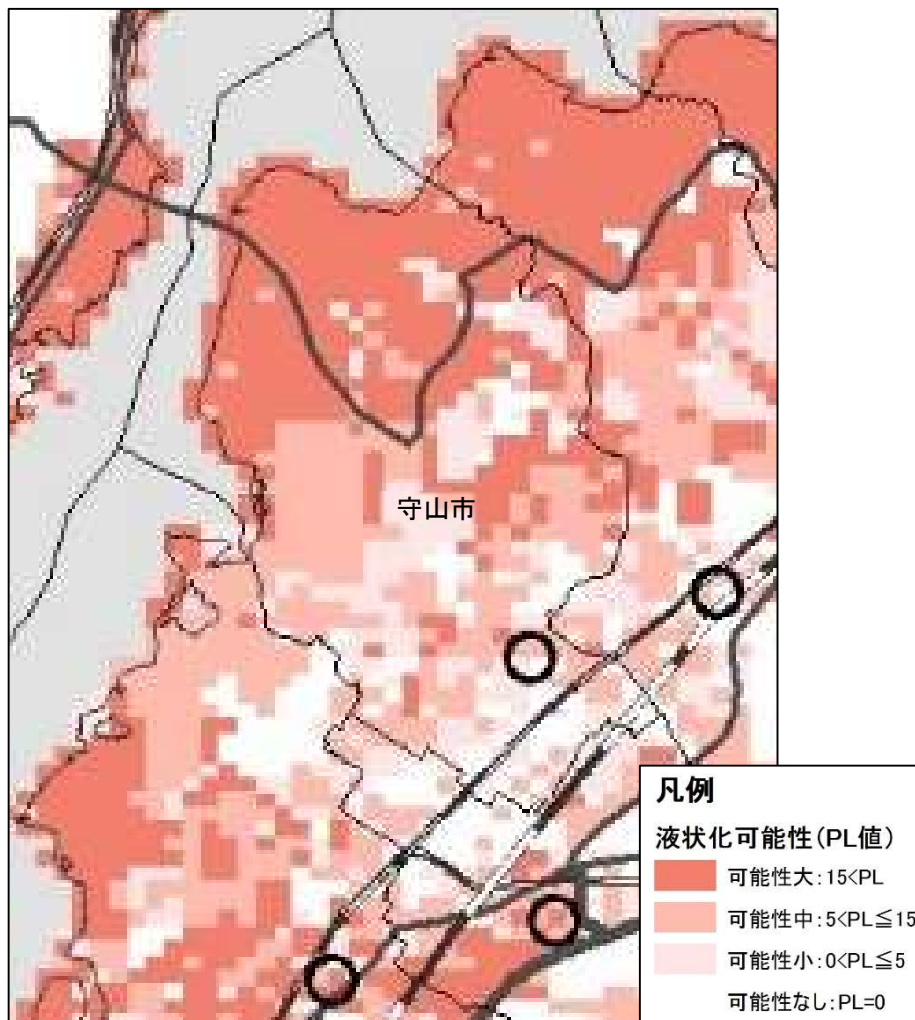 守山市
凡例
液状化可能性(PL値)
可能性大:15<PL
可能性中:5<PL≦15
可能性小:0<PL≦5
可能性なし:PL=0